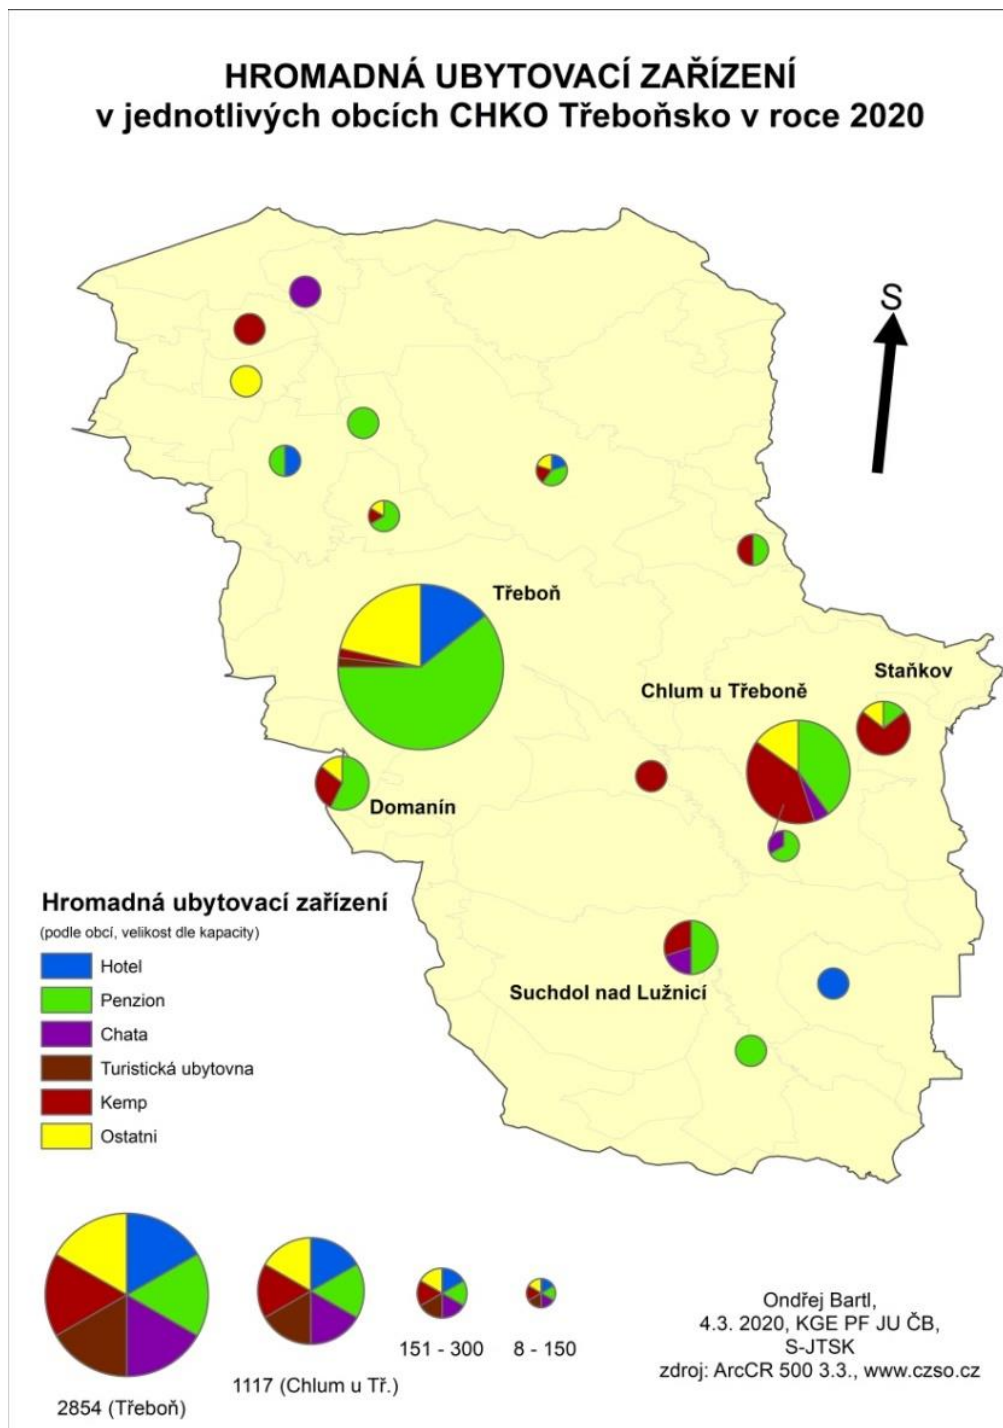 HROMADNÁ UBYTOVACÍ ZAŘÍZENÍ
v jednotlivých obcích CHKO Třeboňsko v roce 2020
S
Třeboň
Staňkov
Chlum u Třeboně
Domanín
Suchdol nad Lužnicí
Hromadná ubytovací zařízení
(podle obcí, velikost dle kapacity)
Hotel
Penzion
Chata
Turistická ubytovna
Kemp
Ostatni
2854 (Třeboň)
1117 (Chlum u Tř.)
151 - 300
8 - 150
Ondřej Bartl,
4.3. 2020, KGE PF JU ČB,
S-JTSK
zdroj: ArcCR 500 3.3., www.czso.cz